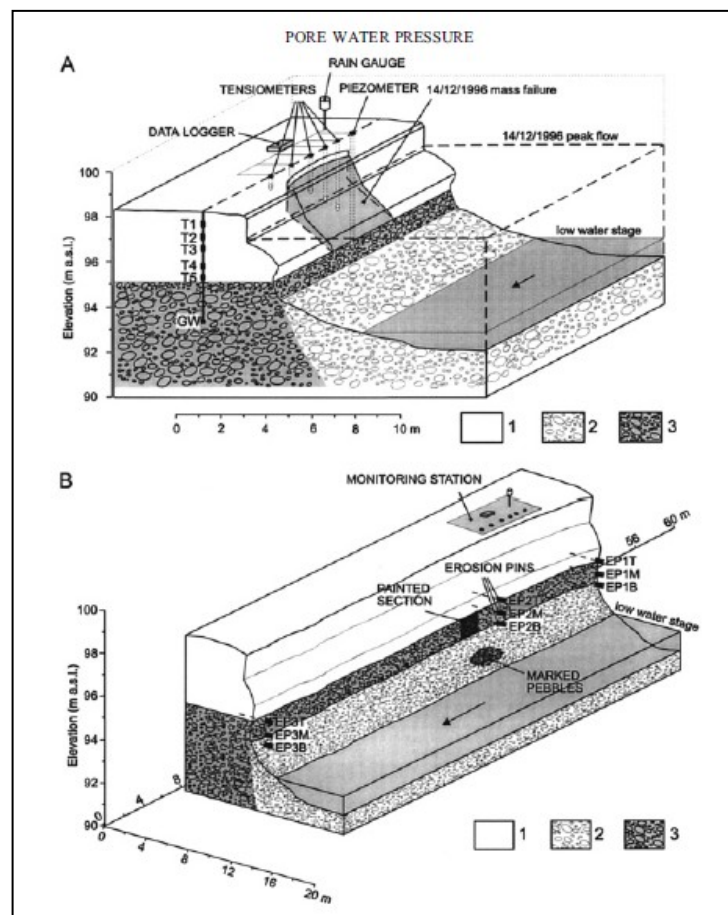 PORE WATER PRESSURE
A
RAIN GAUGE
TENSIOMETERS
PIEZOMETER
14/12/1996 mass failure
DATA LOGGER
14/12/1996 peak flow
100
98
96
94
92
90
Elevation (m a.s.l.)
T1
T2
T3
T4
T5
GW
low water stage
0 2 4 6 8 10 m
1 2 3
B
MONITORING STATION
60 m
56
EROSION PINS
PAINTED
SECTION
EP1T
EP1M
EP1B
EP2T
EP2M
EP2B
low water stage
MARKED
PEBBLES
EP3T
EP3M
EP3B
100
98
96
94
92
90
Elevation (m a.s.l.)
0 4 8
0 4 8 12 16 20 m
1 2 3